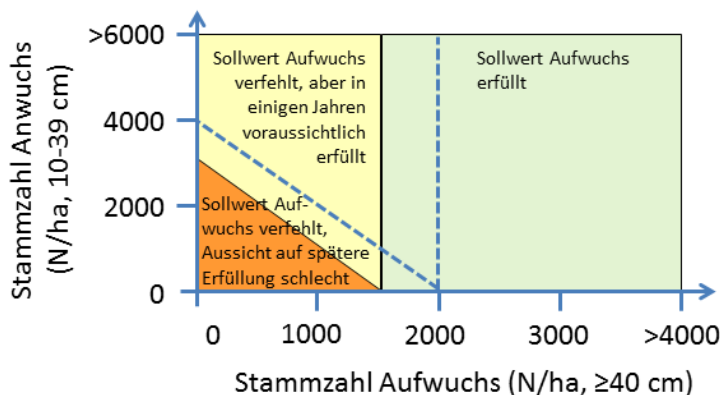 >6000
4000
2000
0
Stammzahl Anwuchs
(N/ha, 10-39 cm)
Sollwert Aufwuchs
verfehlt, aber in
einigen Jahren
voraussichtlich
erfüllt
Sollwert Aufwuchs
erfüllt
Sollwert Auf-
wuchs verfehlt,
Aussicht auf spätere
Erfüllung schlecht
0 1000 2000 3000 >4000
Stammzahl Aufwuchs (N/ha, ≥40 cm)